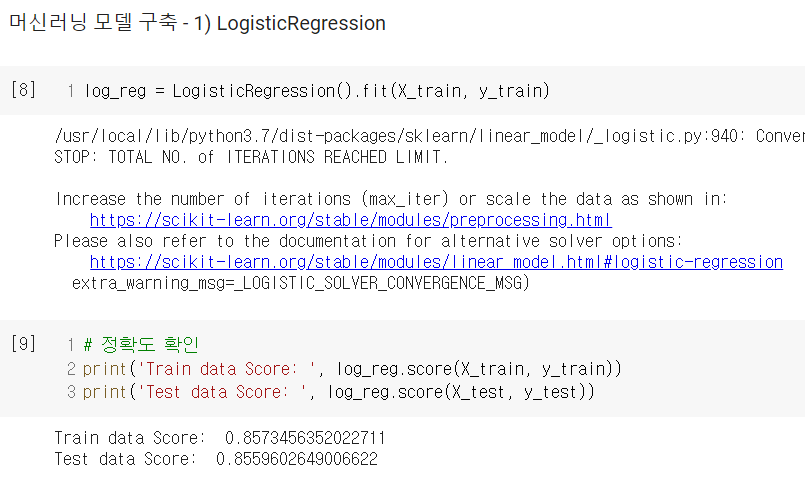 머신러닝 모델 구축 - 1) LogisticRegression
[8] 1 log_reg = LogisticRegression().fit(X_train, y_train)
/usr/local/lib/python3.7/dist-packages/sklearn/linear_model/_logistic.py:940: Conver
STOP: TOTAL NO. of ITERATIONS REACHED LIMIT.
Increase the number of iterations (max_iter) or scale the data as shown in:
https://scikit-learn.org/stable/modules/preprocessing.html
Please also refer to the documentation for alternative solver options:
https://scikit-learn.org/stable/modules/linear_model.html#logistic-regression
extra_warning_msg=_LOGISTIC_SOLVER_CONVERGENCE_MSG)
[9] 1 # 정확도 확인
2 print('Train data Score: ', log_reg.score(X_train, y_train))
3 print('Test data Score: ', log_reg.score(X_test, y_test))
Train data Score:  0.8573456352022711
Test data Score:  0.8559602649006622